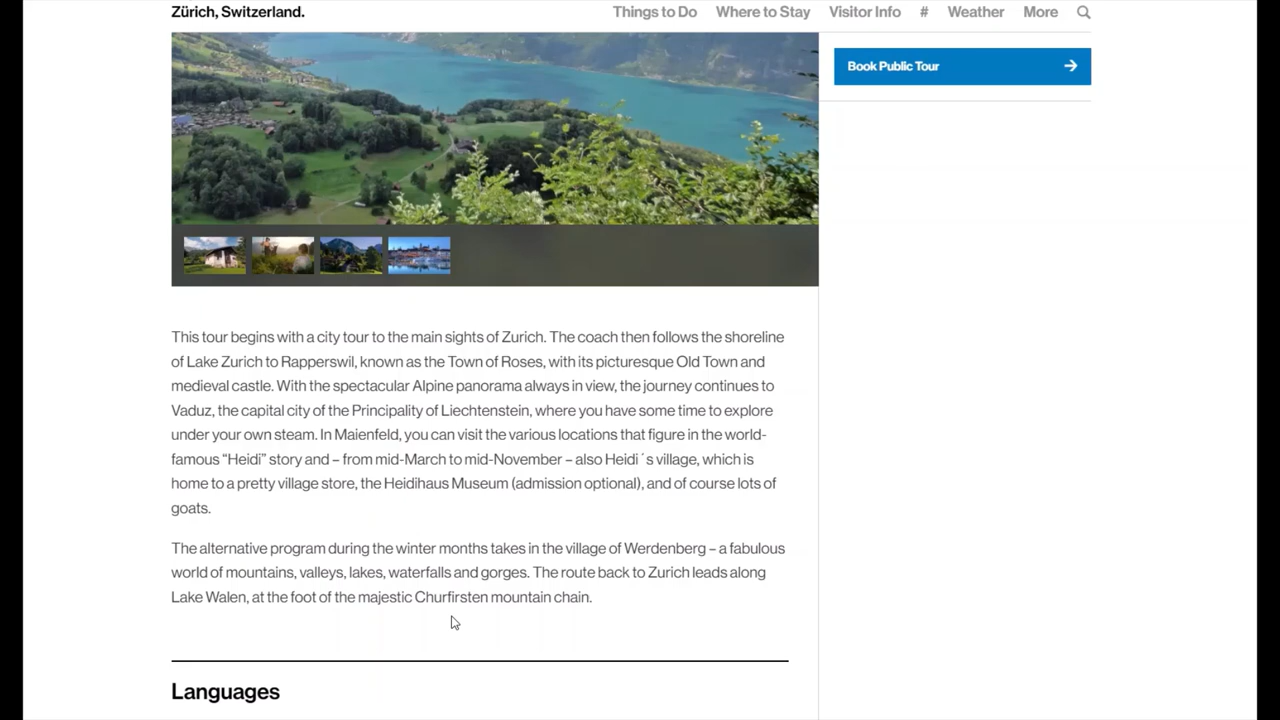 Zürich, Switzerland.
Things to Do
Where to Stay
Visitor Info
#
Weather
More
Book Public Tour
This tour begins with a city tour to the main sights of Zurich. The coach then follows the shoreline
of Lake Zurich to Rapperswil, known as the Town of Roses, with its picturesque Old Town and
medieval castle. With the spectacular Alpine panorama always in view, the journey continues to
Vaduz, the capital city of the Principality of Liechtenstein, where you have some time to explore
under your own steam. In Maienfeld, you can visit the various locations that figure in the world-
famous “Heidi” story and – from mid-March to mid-November – also Heidi´s village, which is
home to a pretty village store, the Heidihaus Museum (admission optional), and of course lots of
goats.
The alternative program during the winter months takes in the village of Werdenberg – a fabulous
world of mountains, valleys, lakes, waterfalls and gorges. The route back to Zurich leads along
Lake Walen, at the foot of the majestic Churfirsten mountain chain.
Languages